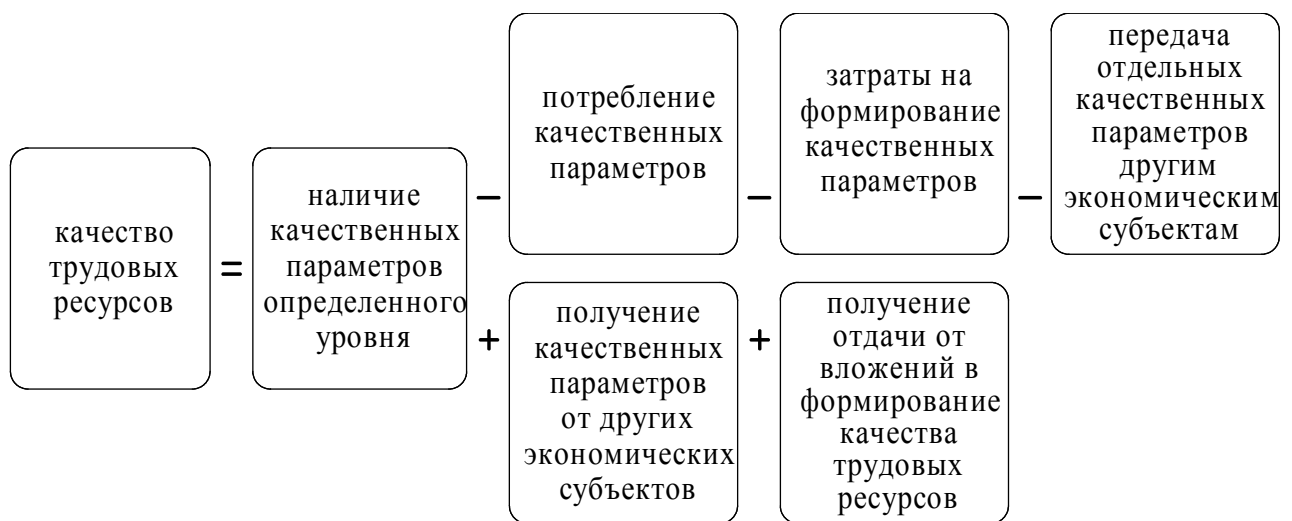 качество
трудовых
ресурсов
=
наличие
качественных
параметров
определенного
уровня
–
потребление
качественных
параметров
–
затраты на
формирование
качественных
параметров
–
передача
отдельных
качественных
параметров
другим
экономическим
субъектам
+
получение
качественных
параметров
от других
экономических
субъектов
+
получение
отдачи от
вложений в
формирование
качества
трудовых
ресурсов